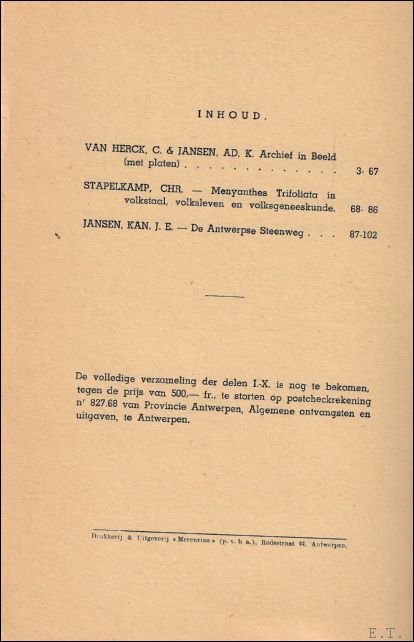 INHOUD.
VAN HERCK, C. & JANSEN, AD, K. Archief in Beeld
(met platen) . . . . . . . . . . . . . 3- 67
STAPELKAMP, CHR. — Menyanthes Trifoliata in
volkstaal, volksleven en volksgeneeskunde. 68- 86
JANSEN, KAN. J. E. — De Antwerpse Steenweg . . . 87-102
De volledige verzameling der delen I.-X. is nog te bekomen,
tegen de prijs van 500,— fr., te storten op postcheckrekening
nr 827.68 van Provincie Antwerpen, Algemene ontvangsten en
uitgaven, te Antwerpen.
Drukkerij & Uitgeverij «Mercurius» (p. v. b. a.), Rodestraat 44, Antwerpen.
E.T.